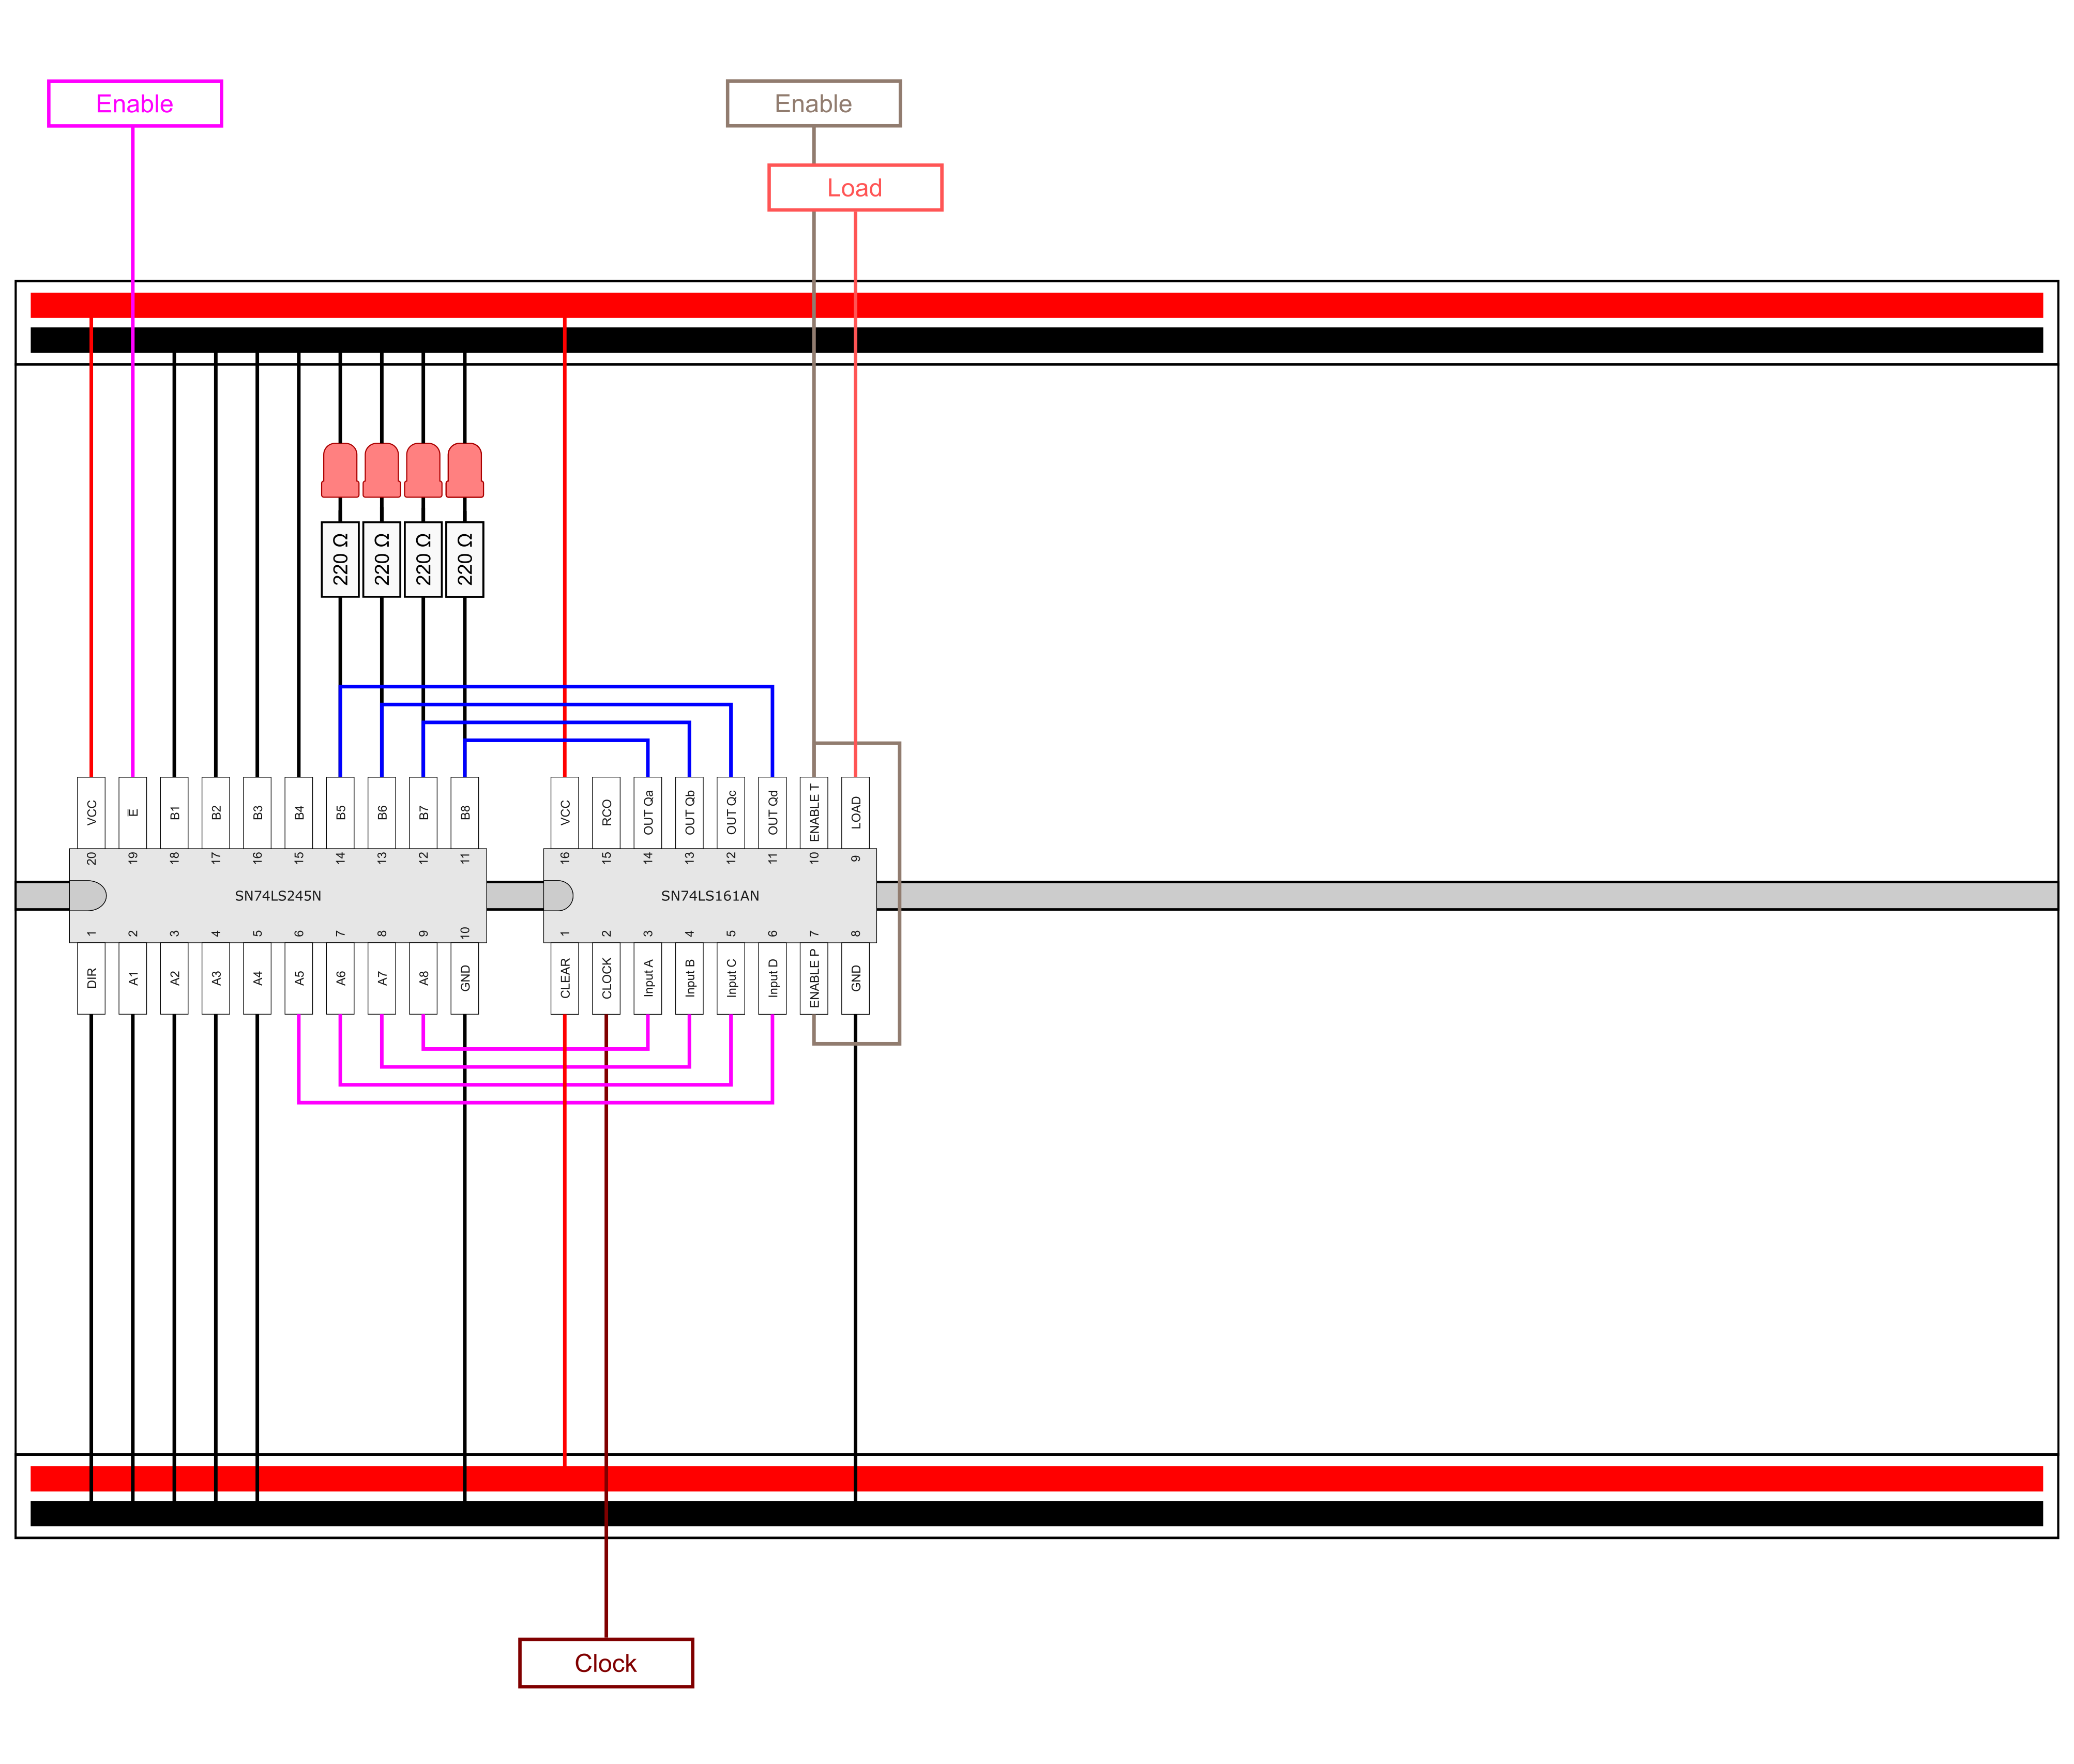 Enable
Enable
Load
220 Ω
220 Ω
220 Ω
220 Ω
VCC
E̅
B1
B2
B3
B4
B5
B6
B7
B8
VCC
RCO
OUT Qa
OUT Qb
OUT Qc
OUT Qd
ENABLE T
LOAD
20
19
18
17
16
15
14
13
12
11
16
15
14
13
12
11
10
9
SN74LS245N
SN74LS161AN
1
2
3
4
5
6
7
8
9
10
1
2
3
4
5
6
7
8
DIR
A1
A2
A3
A4
A5
A6
A7
A8
GND
CLEAR
CLOCK
Input A
Input B
Input C
Input D
ENABLE P
GND
Clock